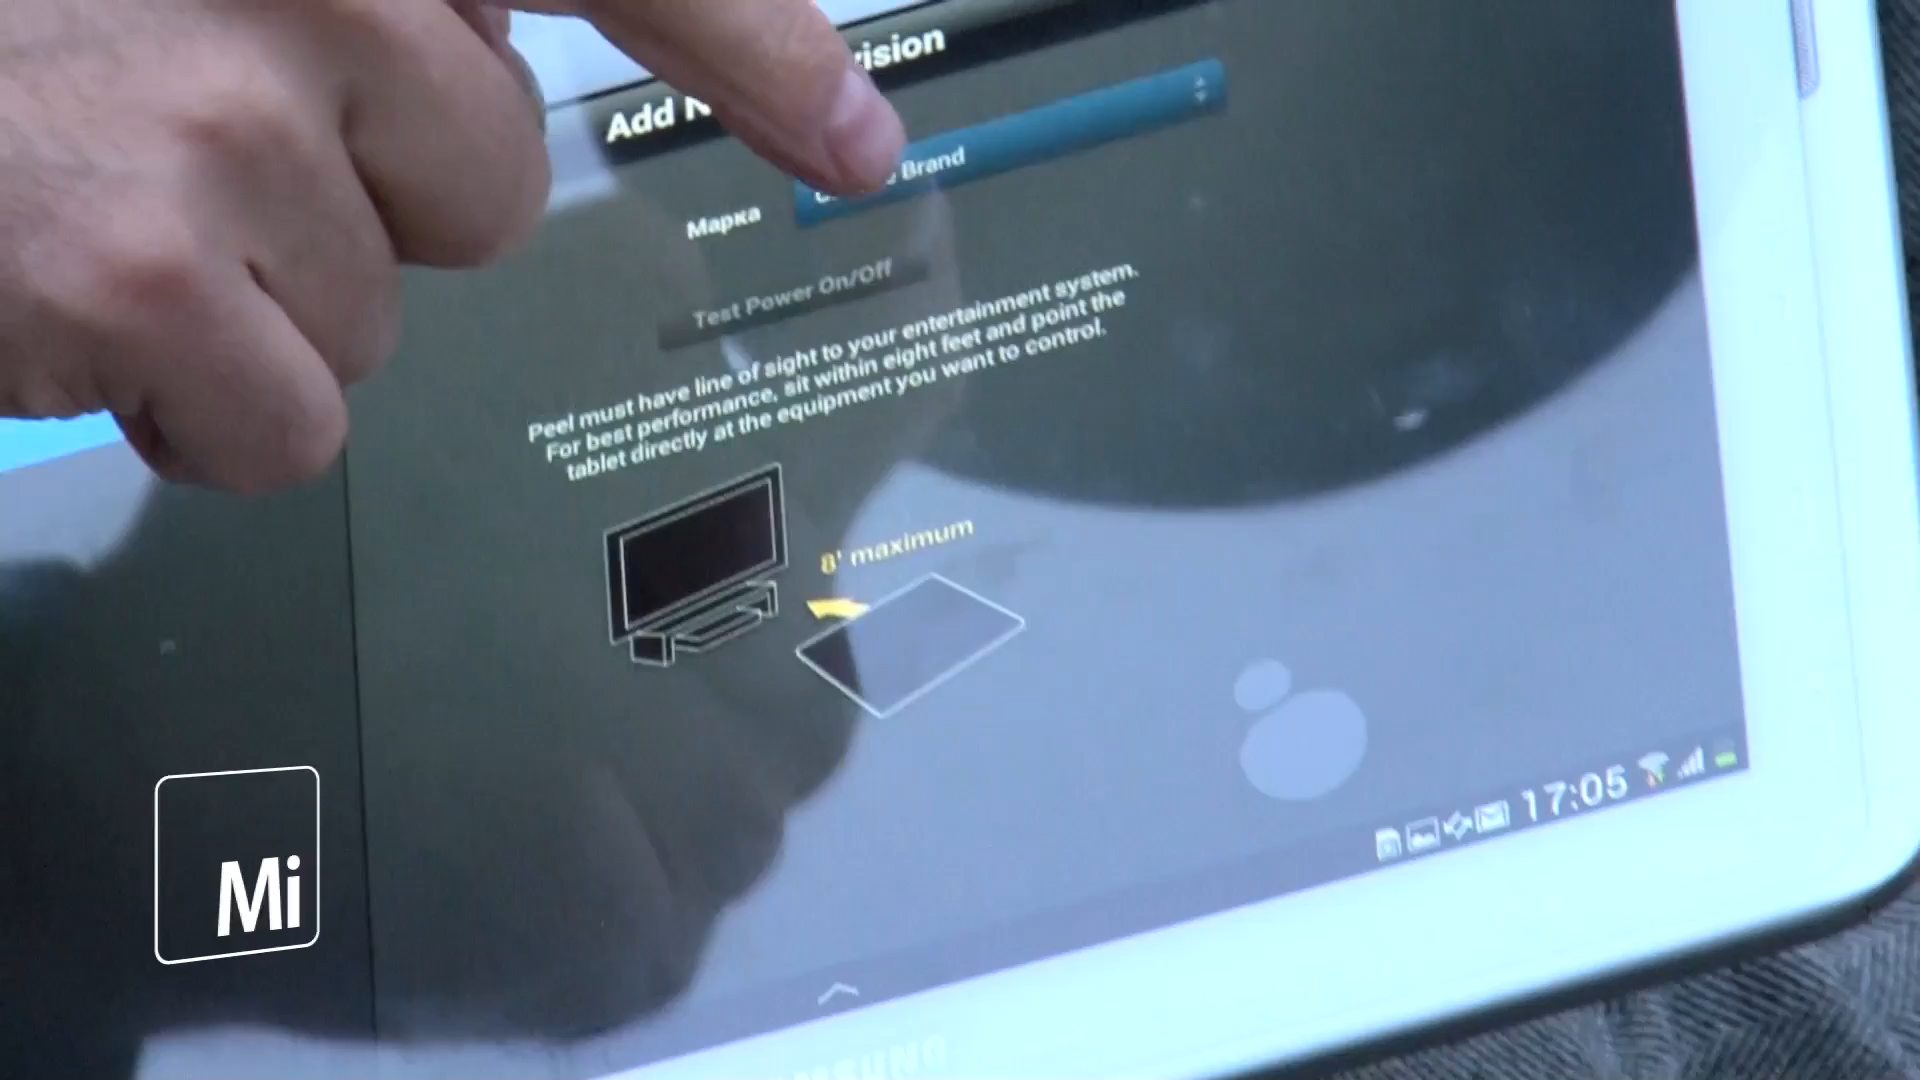 Add
Марка
Brand
Test Power On/Off
Peel must have line of sight to your entertainment system.
For best performance, sit within eight feet and point the
tablet directly at the equipment you want to control.
8' maximum
17:05
Mi